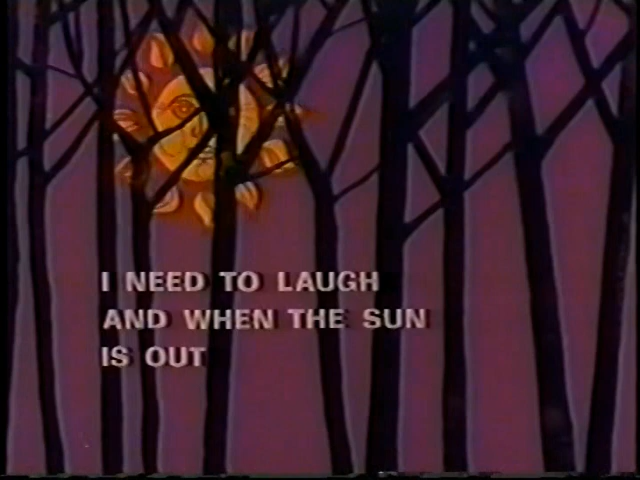 I NEED TO LAUGH
AND WHEN THE SUN
IS OUT